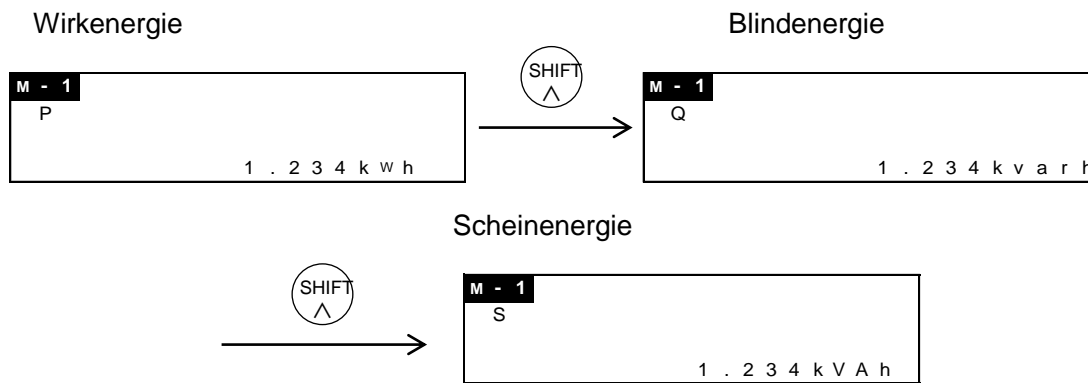 Wirkenergie
Blindenergie
SHIFT
M - 1
P
1 . 2 3 4 k W h
M - 1
Q
1 . 2 3 4 k v a r h
Scheinenergie
SHIFT
M - 1
S
1 . 2 3 4 k V A h